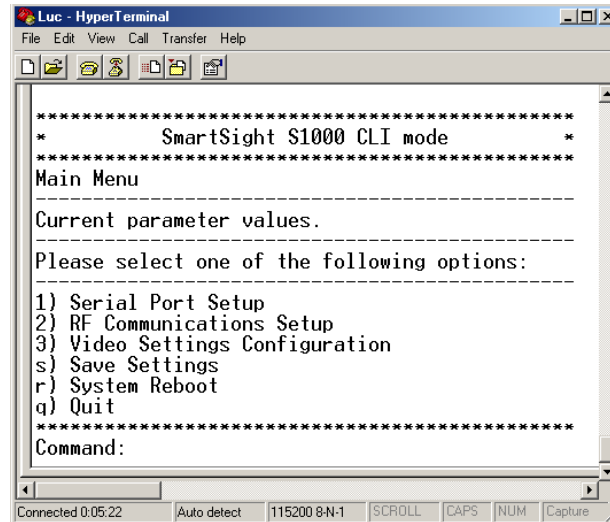 Luc - HyperTerminal
File Edit View Call Transfer Help
***********************************************
* SmartSight S1000 CLI mode *
***********************************************
Main Menu
-----------------------------------------------
Current parameter values.
-----------------------------------------------
Please select one of the following options:
-----------------------------------------------
1) Serial Port Setup
2) RF Communications Setup
3) Video Settings Configuration
s) Save Settings
r) System Reboot
q) Quit
***********************************************
Command:
Connected 0:05:22 Auto detect 115200 8-N-1 SCROLL CAPS NUM Capture